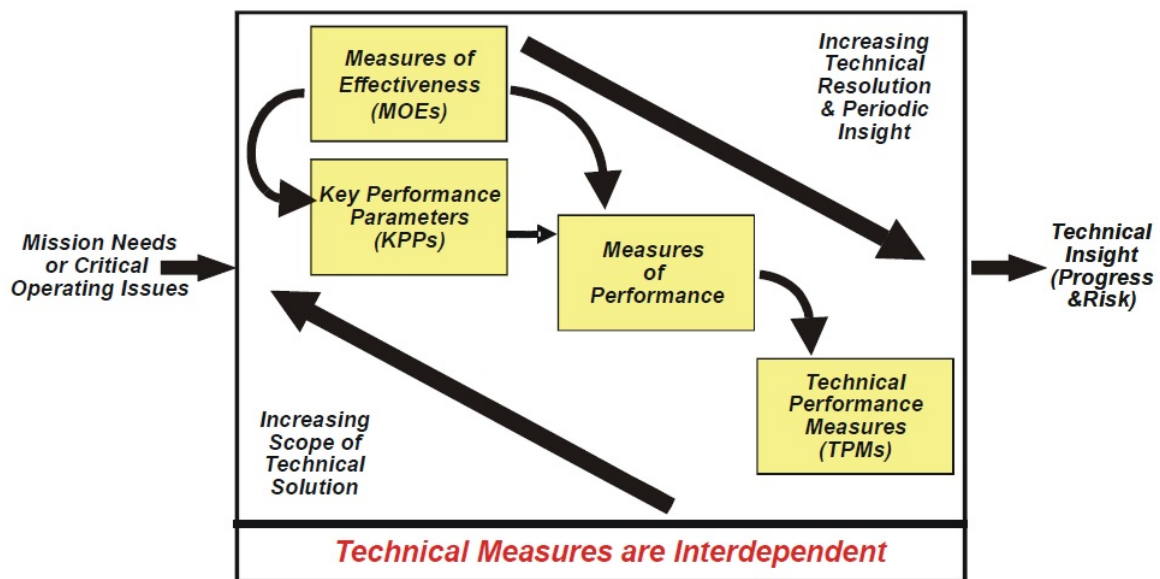 Measures of
Effectiveness
(MOEs)
Increasing
Technical
Resolution
& Periodic
Insight
Key Performance
Parameters
(KPPs)
Mission Needs
or Critical
Operating Issues
Measures
of
Performance
Technical
Insight
(Progress
&Risk)
Technical
Performance
Measures
(TPMs)
Increasing
Scope of
Technical
Solution
Technical Measures are Interdependent